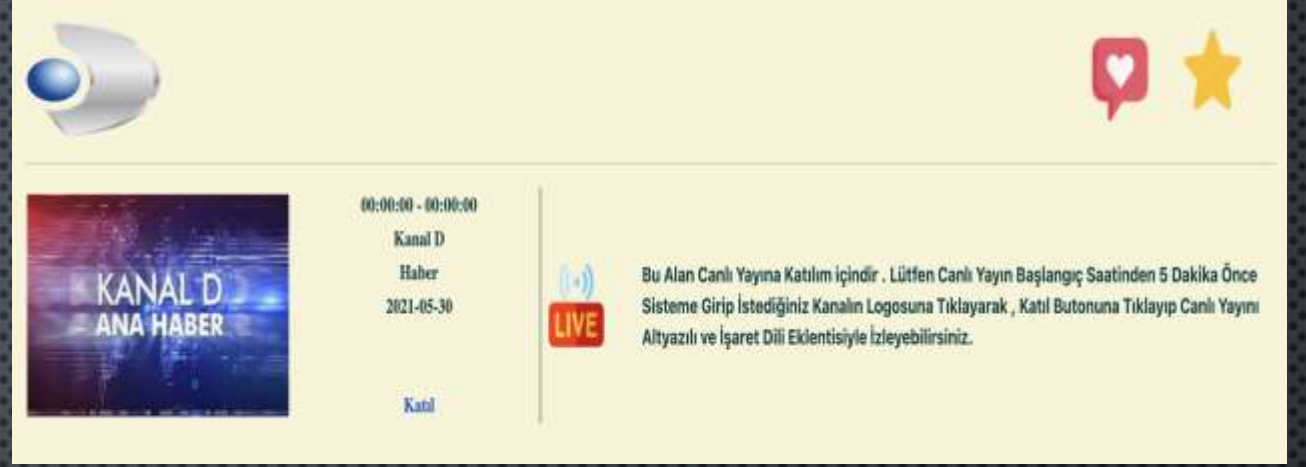 KANAL D
ANA HABER
00:00:00 - 00:00:00
Kanal D
Haber
2021-05-30
Katıl
LIVE
Bu Alan Canlı Yayına Katılım içindir . Lütfen Canlı Yayın Başlangıç Saatinden 5 Dakika Önce
Sisteme Girip İstediğiniz Kanalın Logosuna Tıklayarak , Katıl Butonuna Tıklayıp Canlı Yayını
Altyazılı ve İşaret Dili Eklentisiyle İzleyebilirsiniz.